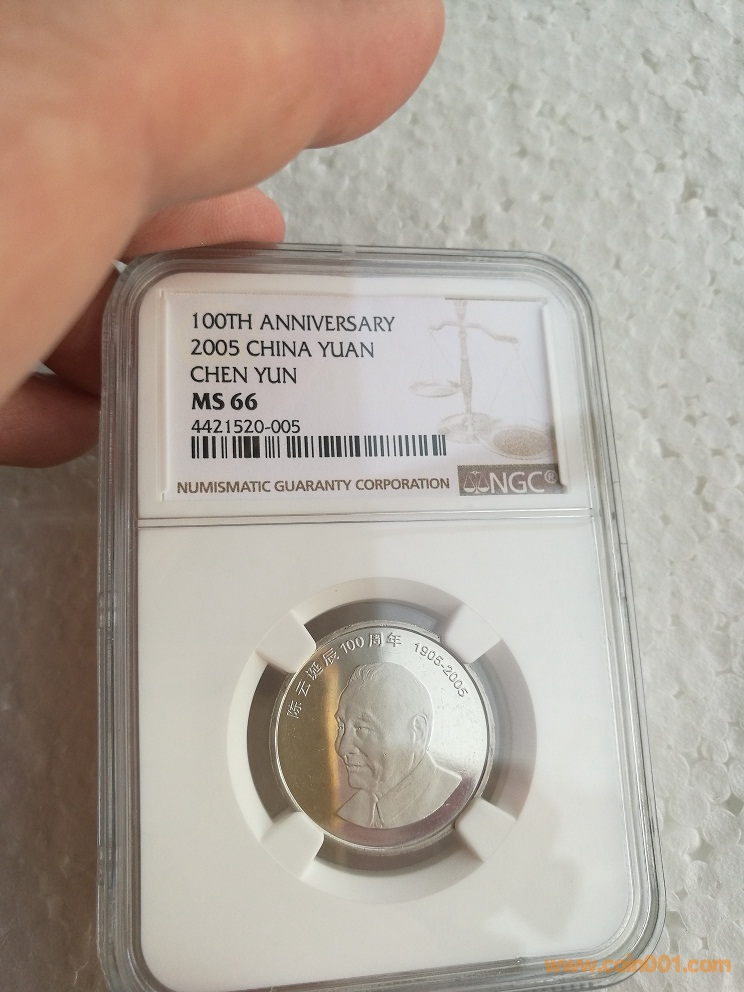 100TH ANNIVERSARY
2005 CHINA YUAN
CHEN YUN
MS 66
4421520-005
NUMISMATIC GUARANTY CORPORATION
NGC®
陈云诞辰100周年 1905-2005
www.coin001.com